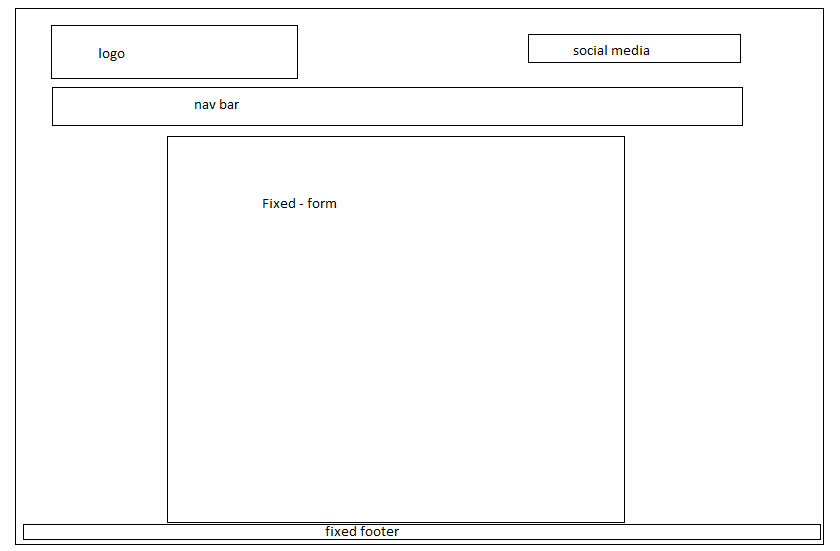 logo
social media
nav bar
Fixed - form
fixed footer